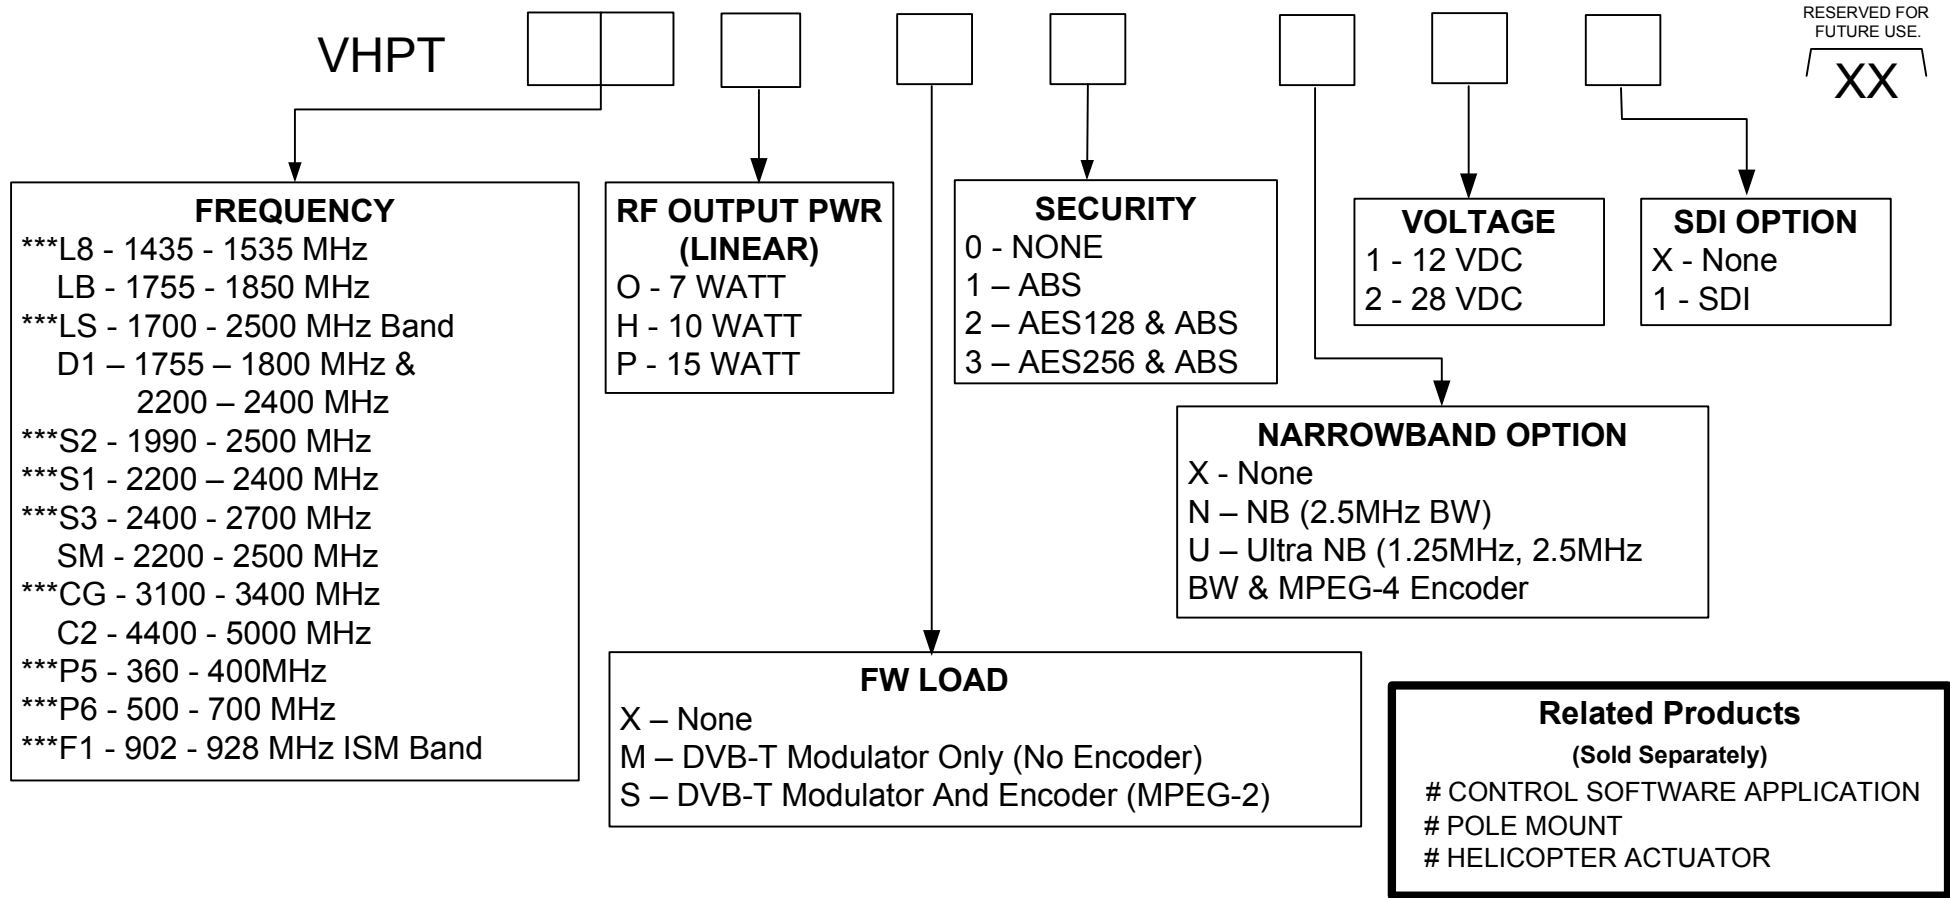 RESERVED FOR
FUTURE USE.
VHPT
XX
FREQUENCY
***L8 - 1435 - 1535 MHz
LB - 1755 - 1850 MHz
***LS - 1700 - 2500 MHz Band
D1 – 1755 – 1800 MHz &
2200 – 2400 MHz
***S2 - 1990 - 2500 MHz
***S1 - 2200 – 2400 MHz
***S3 - 2400 - 2700 MHz
SM - 2200 - 2500 MHz
***CG - 3100 - 3400 MHz
C2 - 4400 - 5000 MHz
***P5 - 360 - 400MHz
***P6 - 500 - 700 MHz
***F1 - 902 - 928 MHz ISM Band
RF OUTPUT PWR
(LINEAR)
O - 7 WATT
H - 10 WATT
P - 15 WATT
SECURITY
0 - NONE
1 – ABS
2 – AES128 & ABS
3 – AES256 & ABS
VOLTAGE
1 - 12 VDC
2 - 28 VDC
SDI OPTION
X - None
1 - SDI
NARROWBAND OPTION
X - None
N – NB (2.5MHz BW)
U – Ultra NB (1.25MHz, 2.5MHz
BW & MPEG-4 Encoder
FW LOAD
X – None
M – DVB-T Modulator Only (No Encoder)
S – DVB-T Modulator And Encoder (MPEG-2)
Related Products
(Sold Separately)
# CONTROL SOFTWARE APPLICATION
# POLE MOUNT
# HELICOPTER ACTUATOR